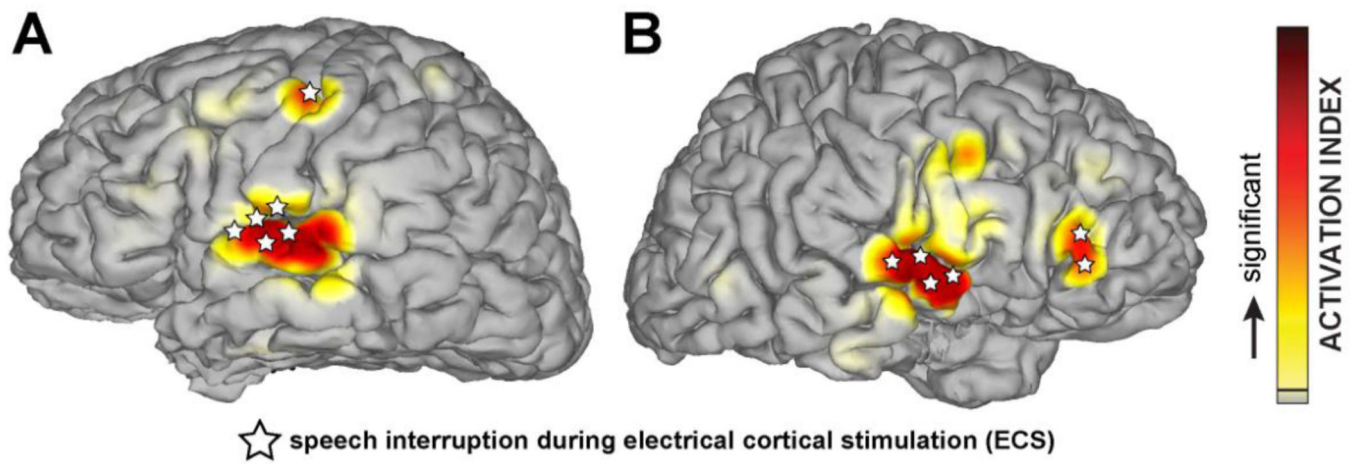 A
B
significant
ACTIVATION INDEX
speech interruption during electrical cortical stimulation (ECS)